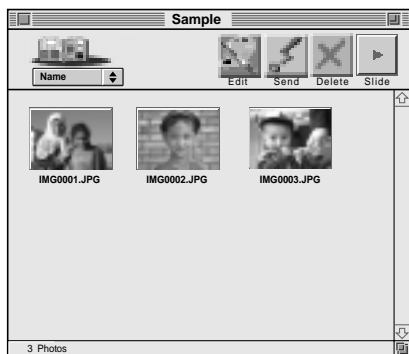 Sample
Name
Edit Send Delete Slide
IMG0001.JPG IMG0002.JPG IMG0003.JPG
3 Photos